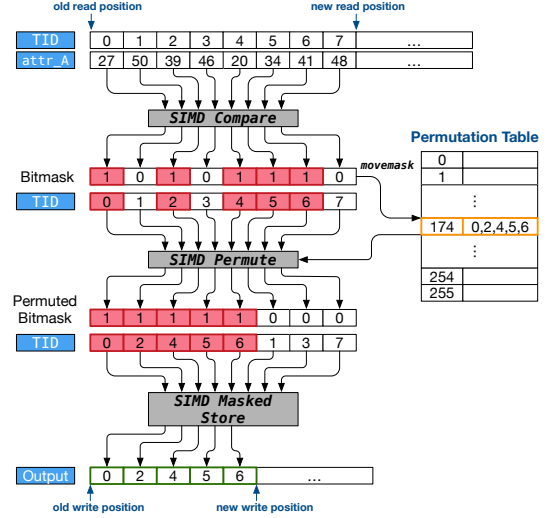 old read position new read position
TID 0 1 2 3 4 5 6 7 ...
attr_A 27 50 39 46 20 34 41 48 ...
SIMD Compare
Permutation Table
0
1
Bitmask 1 0 1 0 1 1 1 0 movemask
TID 0 1 2 3 4 5 6 7
⋮
174 0,2,4,5,6
SIMD Permute
⋮
254
255
Permuted
Bitmask 1 1 1 1 1 0 0 0
TID 0 2 4 5 6 1 3 7
SIMD Masked
Store
Output 0 2 4 5 6 ...
old write position new write position